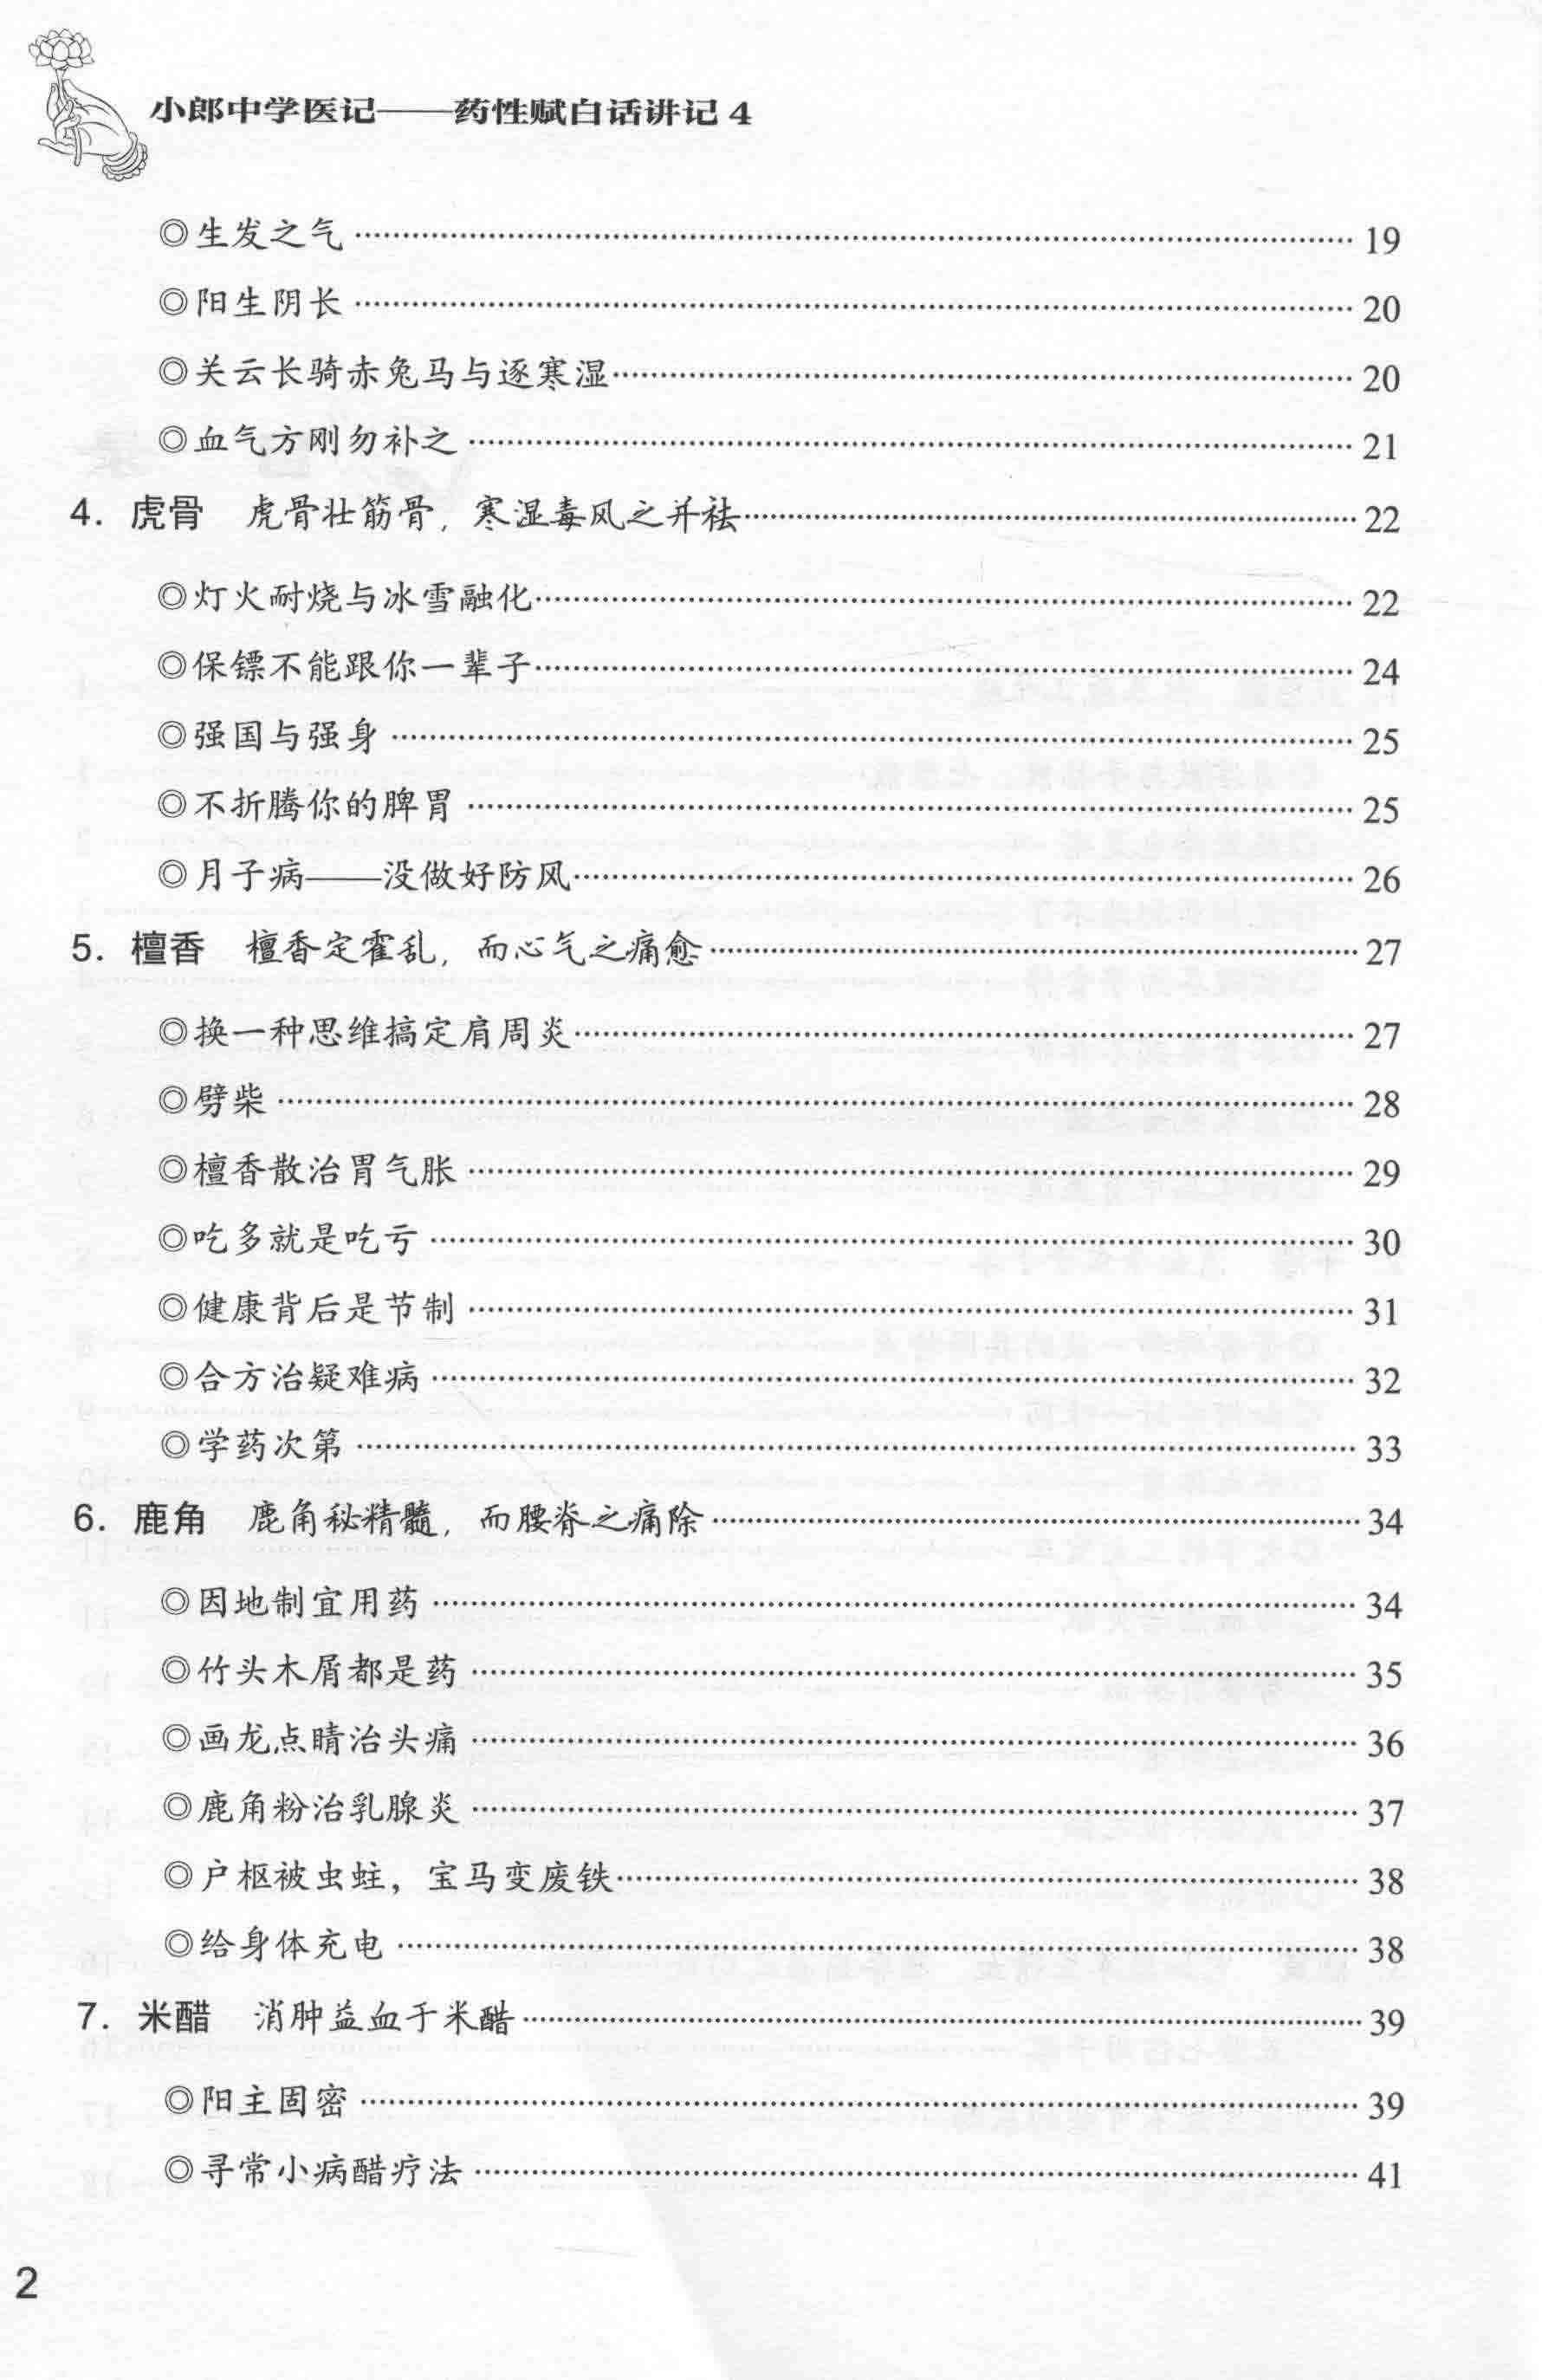 小郎中学医记——药性赋白话讲记 4
◎生发之气 …… 19
◎阳生阴长 …… 20
◎关云长骑赤兔马与逐寒湿 …… 20
◎血气方刚勿补之 …… 21
4. 虎骨 虎骨壮筋骨，寒湿毒风之并祛 …… 22
◎灯火耐烧与冰雪融化 …… 22
◎保镖不能跟你一辈子 …… 24
◎强国与强身 …… 25
◎不折腾你的脾胃 …… 25
◎月子病——没做好防风 …… 26
5. 檀香 檀香定霍乱，而心气之痛愈 …… 27
◎换一种思维搞定肩周炎 …… 27
◎劈柴 …… 28
◎檀香散治胃气胀 …… 29
◎吃多就是吃亏 …… 30
◎健康背后是节制 …… 31
◎合方治疑难病 …… 32
◎学药次第 …… 33
6. 鹿角 鹿角秘精髓，而腰脊之痛除 …… 34
◎因地制宜用药 …… 34
◎竹头木屑都是药 …… 35
◎画龙点睛治头痛 …… 36
◎鹿角粉治乳腺炎 …… 37
◎户枢被虫蛀，宝马变废铁 …… 38
◎给身体充电 …… 38
7. 米醋 消肿益血于米醋 …… 39
◎阳主固密 …… 39
◎寻常小病醋疗法 …… 41
2